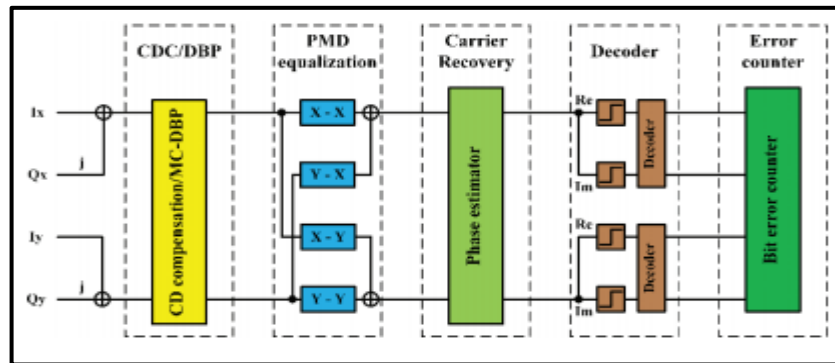 CDC/DBP
PMD
equalization
Carrier
Recovery
Decoder
Error
counter
Ix
Qx
j
Iy
Qy
j
CD compensation/MC-DBP
X - X
Y - X
X - Y
Y - Y
Phase estimator
Re
Im
Decoder
Re
Im
Decoder
Bit error counter